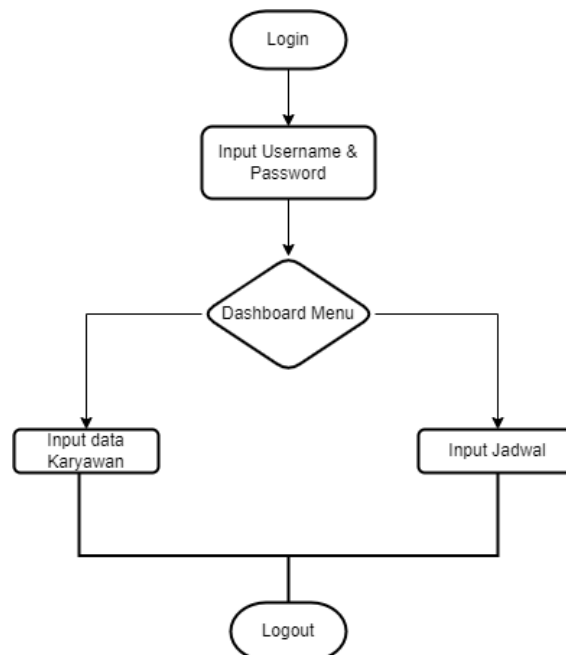 Login
Input Username &
Password
Dashboard Menu
Input data
Karyawan
Input Jadwal
Logout